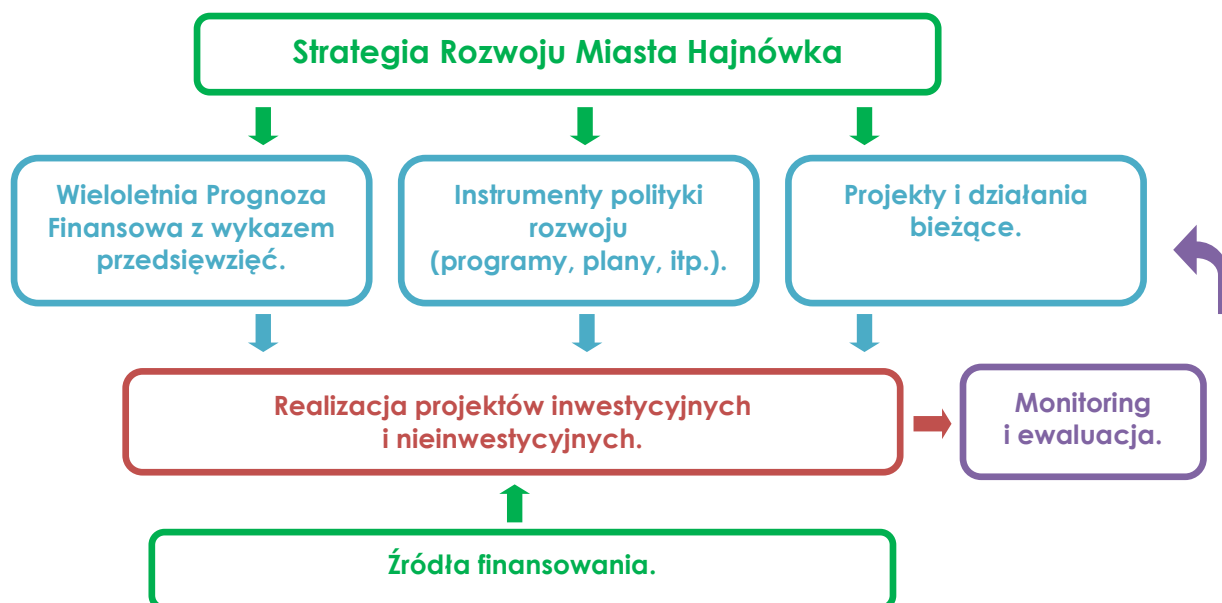 Strategia Rozwoju Miasta Hajnówka
Wieloletnia Prognoza
Finansowa z wykazem
przedsięwzięć.
Instrumenty polityki
rozwoju
(programy, plany, itp.).
Projekty i działania
bieżące.
Realizacja projektów inwestycyjnych
i nieinwestycyjnych.
Monitoring
i ewaluacja.
Źródła finansowania.